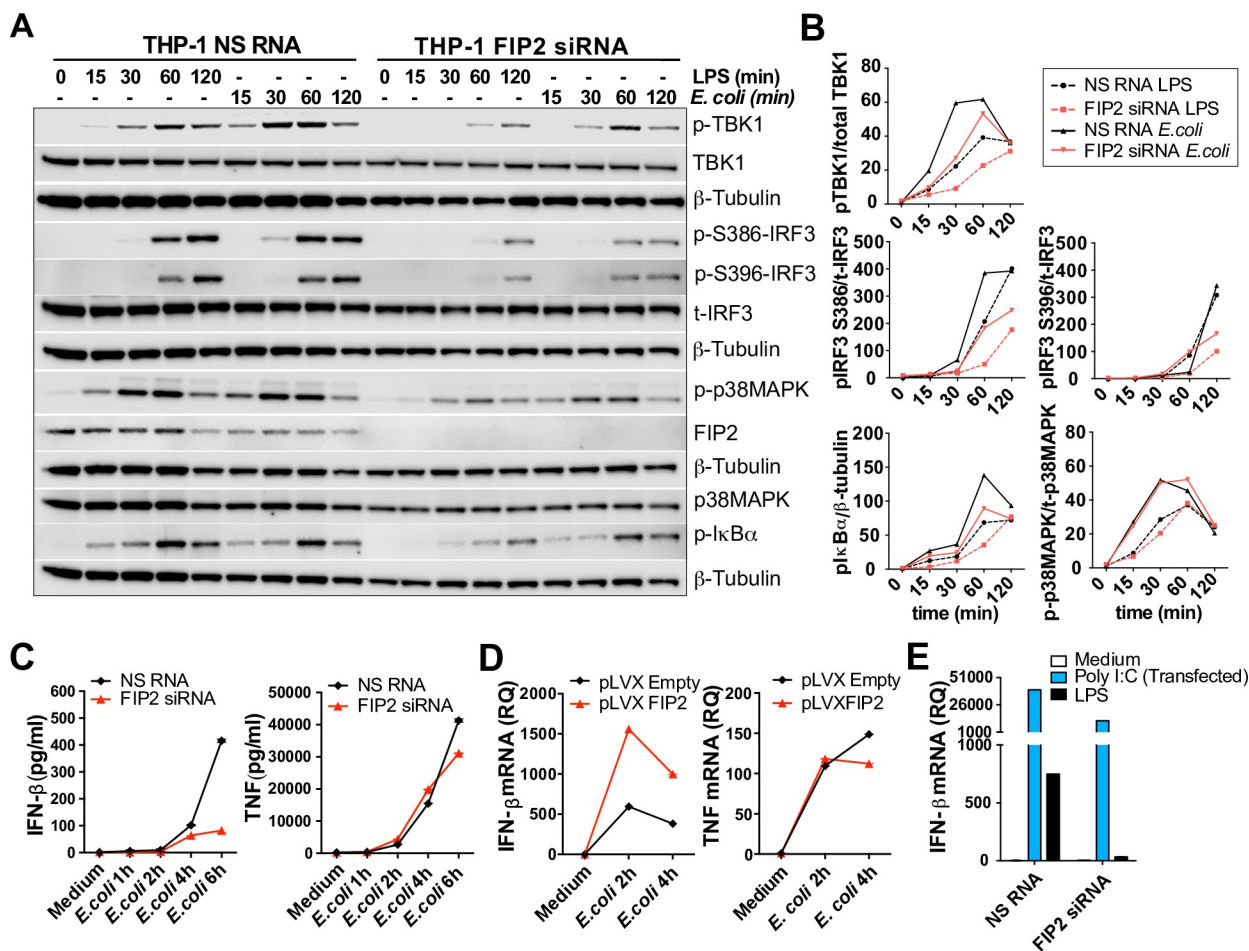 A
THP-1 NS RNA
THP-1 FIP2 siRNA
0 15 30 60 120 - - - - 0 15 30 60 120 - - - - LPS (min)
- - - - - 15 30 60 120 - - - - - 15 30 60 120 E. coli (min)
p-TBK1
TBK1
β-Tubulin
p-S386-IRF3
p-S396-IRF3
t-IRF3
β-Tubulin
p-p38MAPK
FIP2
β-Tubulin
p38MAPK
p-IκBα
β-Tubulin
B
NS RNA LPS
FIP2 siRNA LPS
NS RNA E.coli
FIP2 siRNA E.coli
pTBK1/total TBK1
80
60
40
20
0
0 15 30 60 120
pIRF3 S386/t-IRF3
500
400
300
200
100
0
0 15 30 60 120
pIRF3 S396/t-IRF3
500
400
300
200
100
0
0 15 30 60 120
pIκBα/β-tubulin
200
150
100
50
0
0 15 30 60 120
time (min)
p-p38MAPK/t-p38MAPK
80
60
40
20
0
0 15 30 60 120
time (min)
C
NS RNA
FIP2 siRNA
IFN-β(pg/ml)
600
500
400
300
200
100
0
Medium
E.coli 1h
E.coli 2h
E.coli 4h
E.coli 6h
NS RNA
FIP2 siRNA
TNF(pg/ml)
50000
40000
30000
20000
10000
0
Medium
E.coli 1h
E.coli 2h
E.coli 4h
E.coli 6h
D
pLVX Empty
pLVX FIP2
IFN-β mRNA (RQ)
2000
1500
1000
500
0
Medium
E.coli 2h
E.coli 4h
pLVX Empty
pLVXFIP2
TNF mRNA (RQ)
200
150
100
50
0
Medium
E. coli 2h
E. coli 4h
E
Medium
Poly I:C (Transfected)
LPS
IFN- β mRNA (RQ)
51000
26000
1000
1000
500
0
NS RNA
FIP2 siRNA